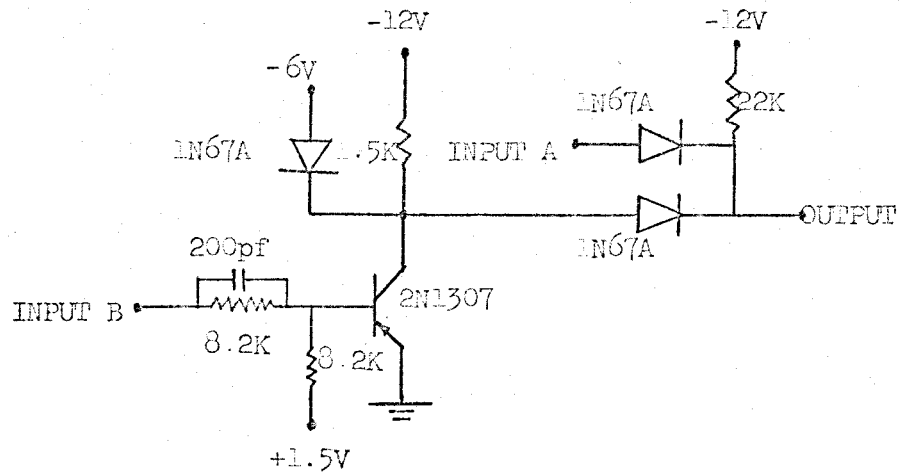 -12V
-12V
-6V
22K
1N67A
1N67A
1.5K
INPUT A
OUTPUT
200pf
1N67A
INPUT B
2N1307
8.2K
8.2K
+1.5V